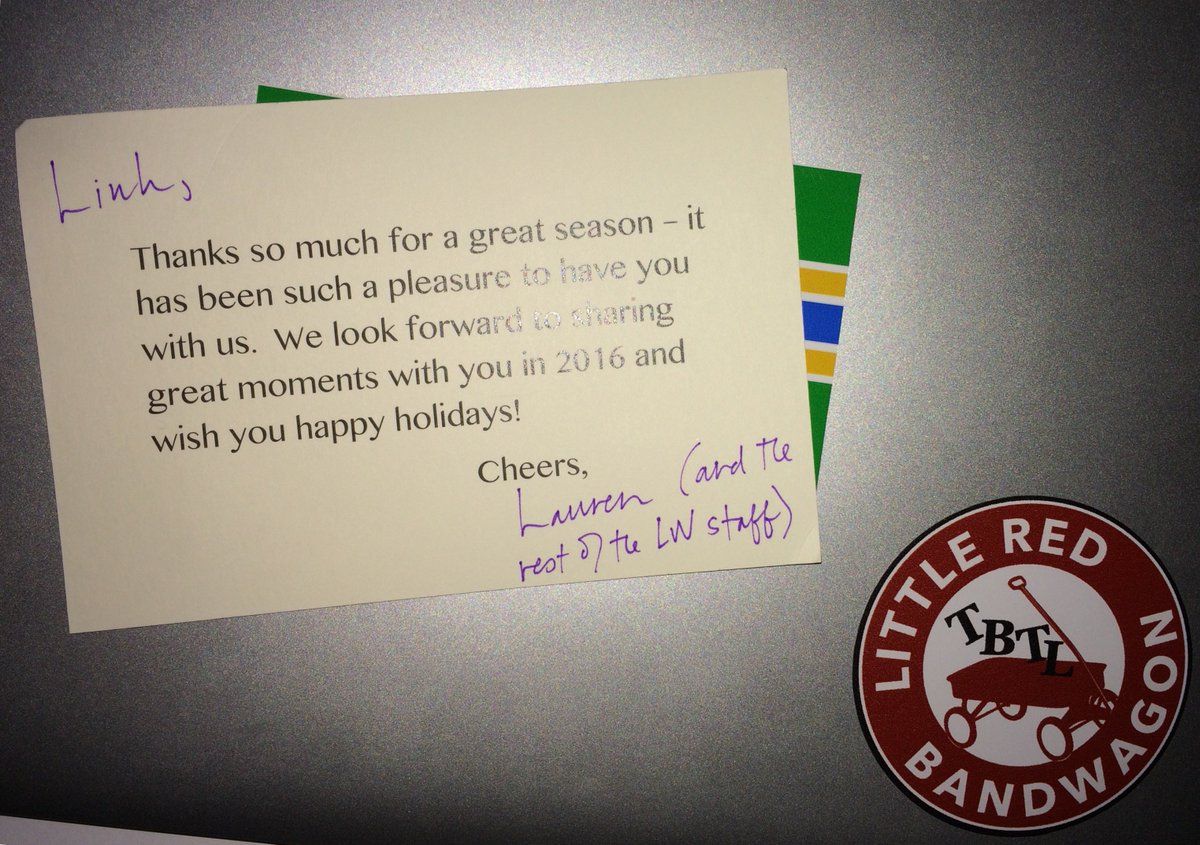 Linh,
Thanks so much for a great season – it
has been such a pleasure to have you
with us. We look forward to sharing
great moments with you in 2016 and
wish you happy holidays!
Cheers,
Lauren (and the
rest of the LW staff)
LITTLE RED
TBTL
BANDWAGON